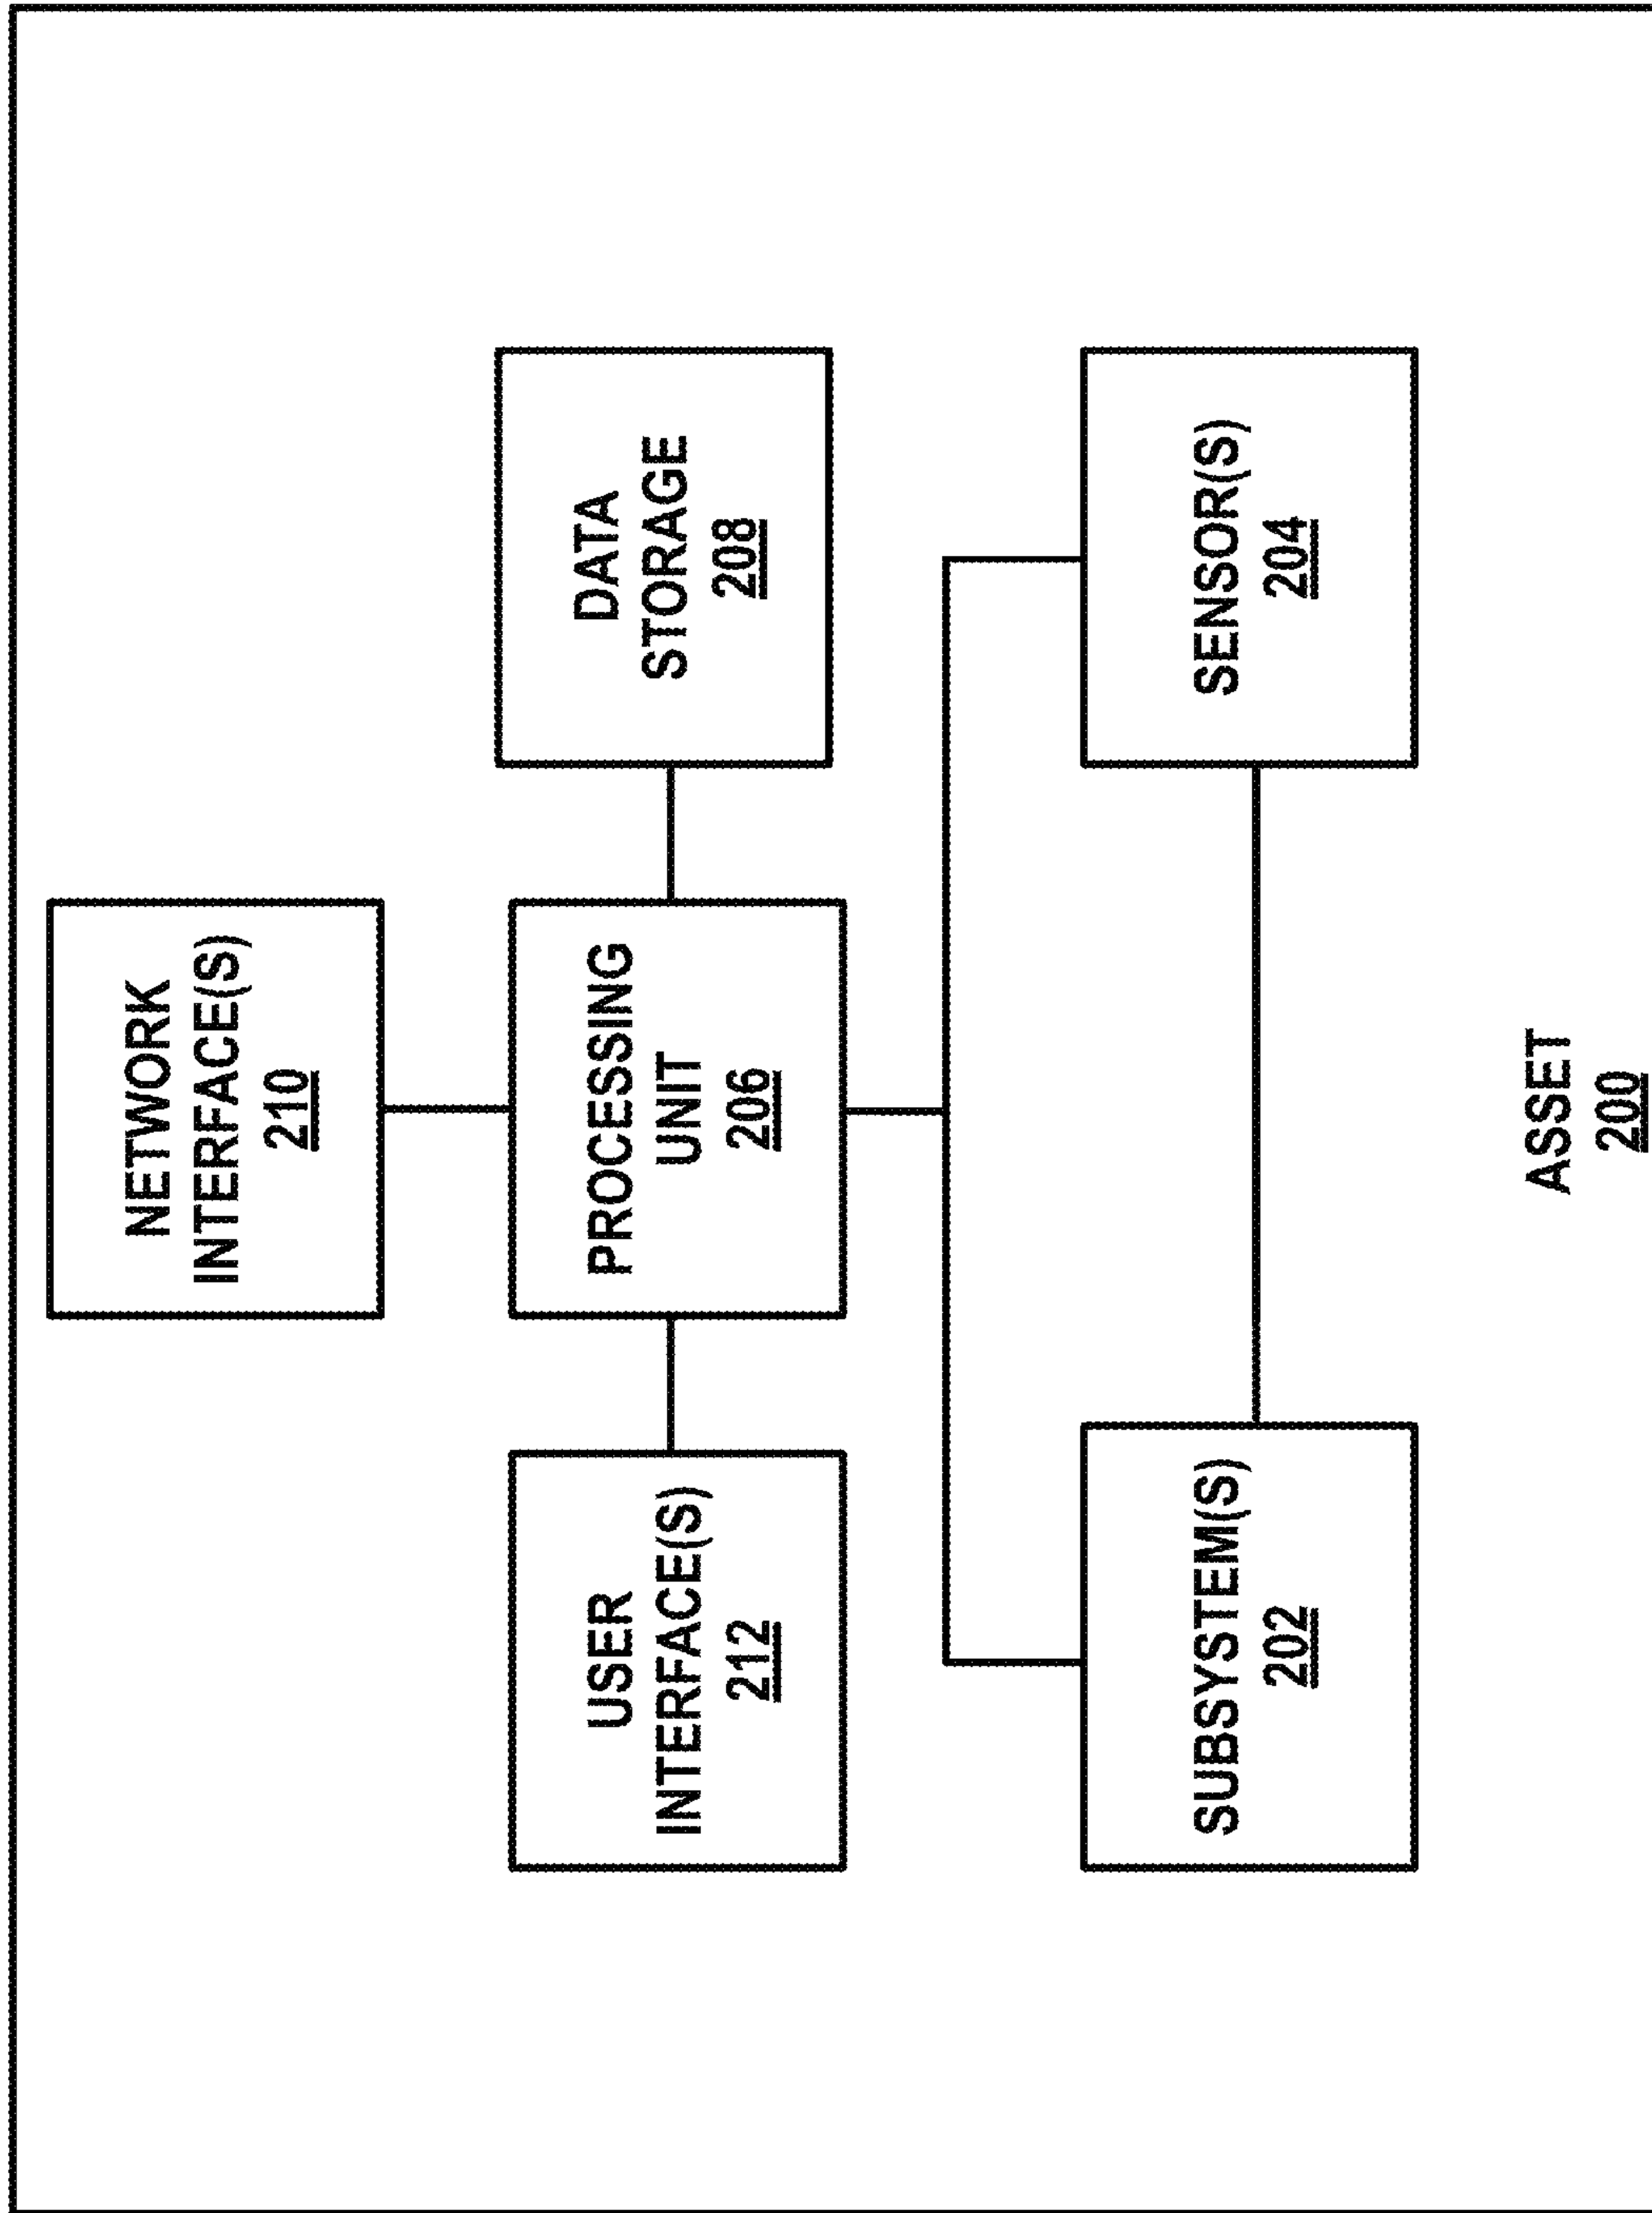 NETWORK
INTERFACE(S)
210
USER
INTERFACE(S)
212
PROCESSING
UNIT
206
DATA
STORAGE
208
SUBSYSTEM(S)
202
SENSOR(S)
204
ASSET
200